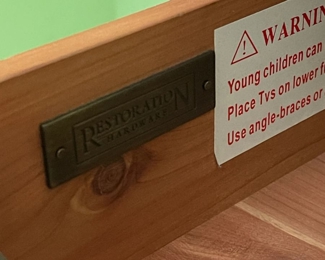 RESTORATION
HARDWARE
WARNIN
Young children can
Place Tvs on lower f
Use angle-braces or